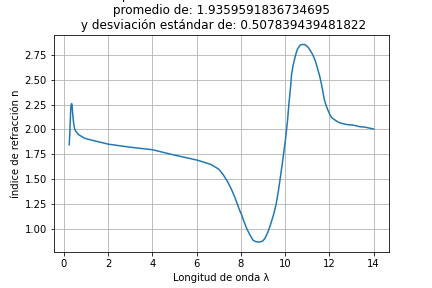 promedio de: 1.9359591836734695
y desviación estándar de: 0.507839439481822
2.75
2.50
2.25
2.00
1.75
1.50
1.25
1.00
índice de refracción n
0 2 4 6 8 10 12 14
Longitud de onda λ